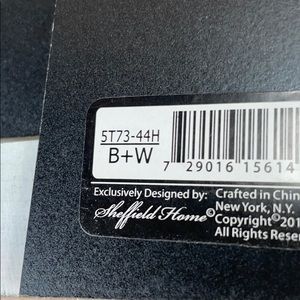 5T73-44H
B+W
7 29016 15614
Exclusively Designed by:
Sheffield Home©
Crafted in Chin
New York, N.Y.
Copyright©201
All Rights Rese